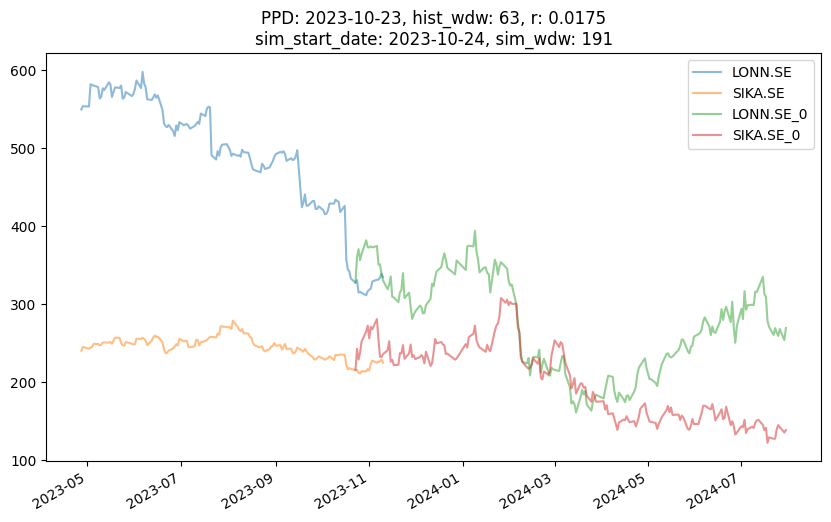 PPD: 2023-10-23, hist_wdw: 63, r: 0.0175
sim_start_date: 2023-10-24, sim_wdw: 191
LONN.SE
SIKA.SE
LONN.SE_0
SIKA.SE_0
600
500
400
300
200
100
2023-05
2023-07
2023-09
2023-11
2024-01
2024-03
2024-05
2024-07